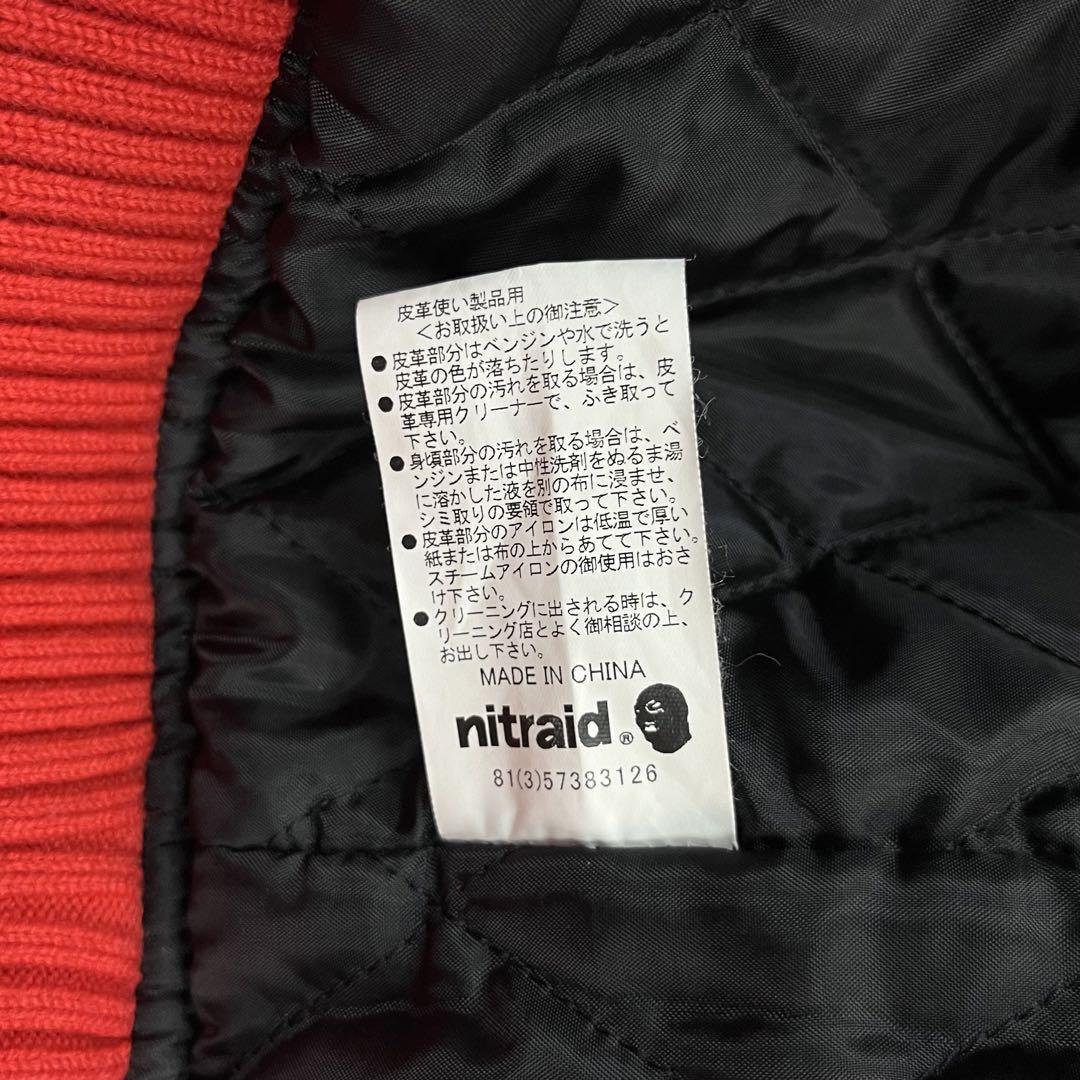 皮革使い製品用
＜お取扱い上の御注意＞
●皮革部分はベンジンや水で洗うと
皮革の色が落ちたりします。
●皮革部分の汚れを取る場合は、皮
革専用クリーナーで、ふき取って
下さい。
●身頃部分の汚れを取る場合は、ベ
ンジンまたは中性洗剤をぬるま湯
に溶かした液を別の布に浸ませ、
シミ取りの要領で取って下さい。
●皮革部分のアイロンは低温で厚い
紙または布の上からあてて下さい。
スチームアイロンの御使用はおさ
け下さい。
●クリーニングに出される時は、ク
リーニング店とよく御相談の上、
お出し下さい。
MADE IN CHINA
nitraid®
81(3)57383126